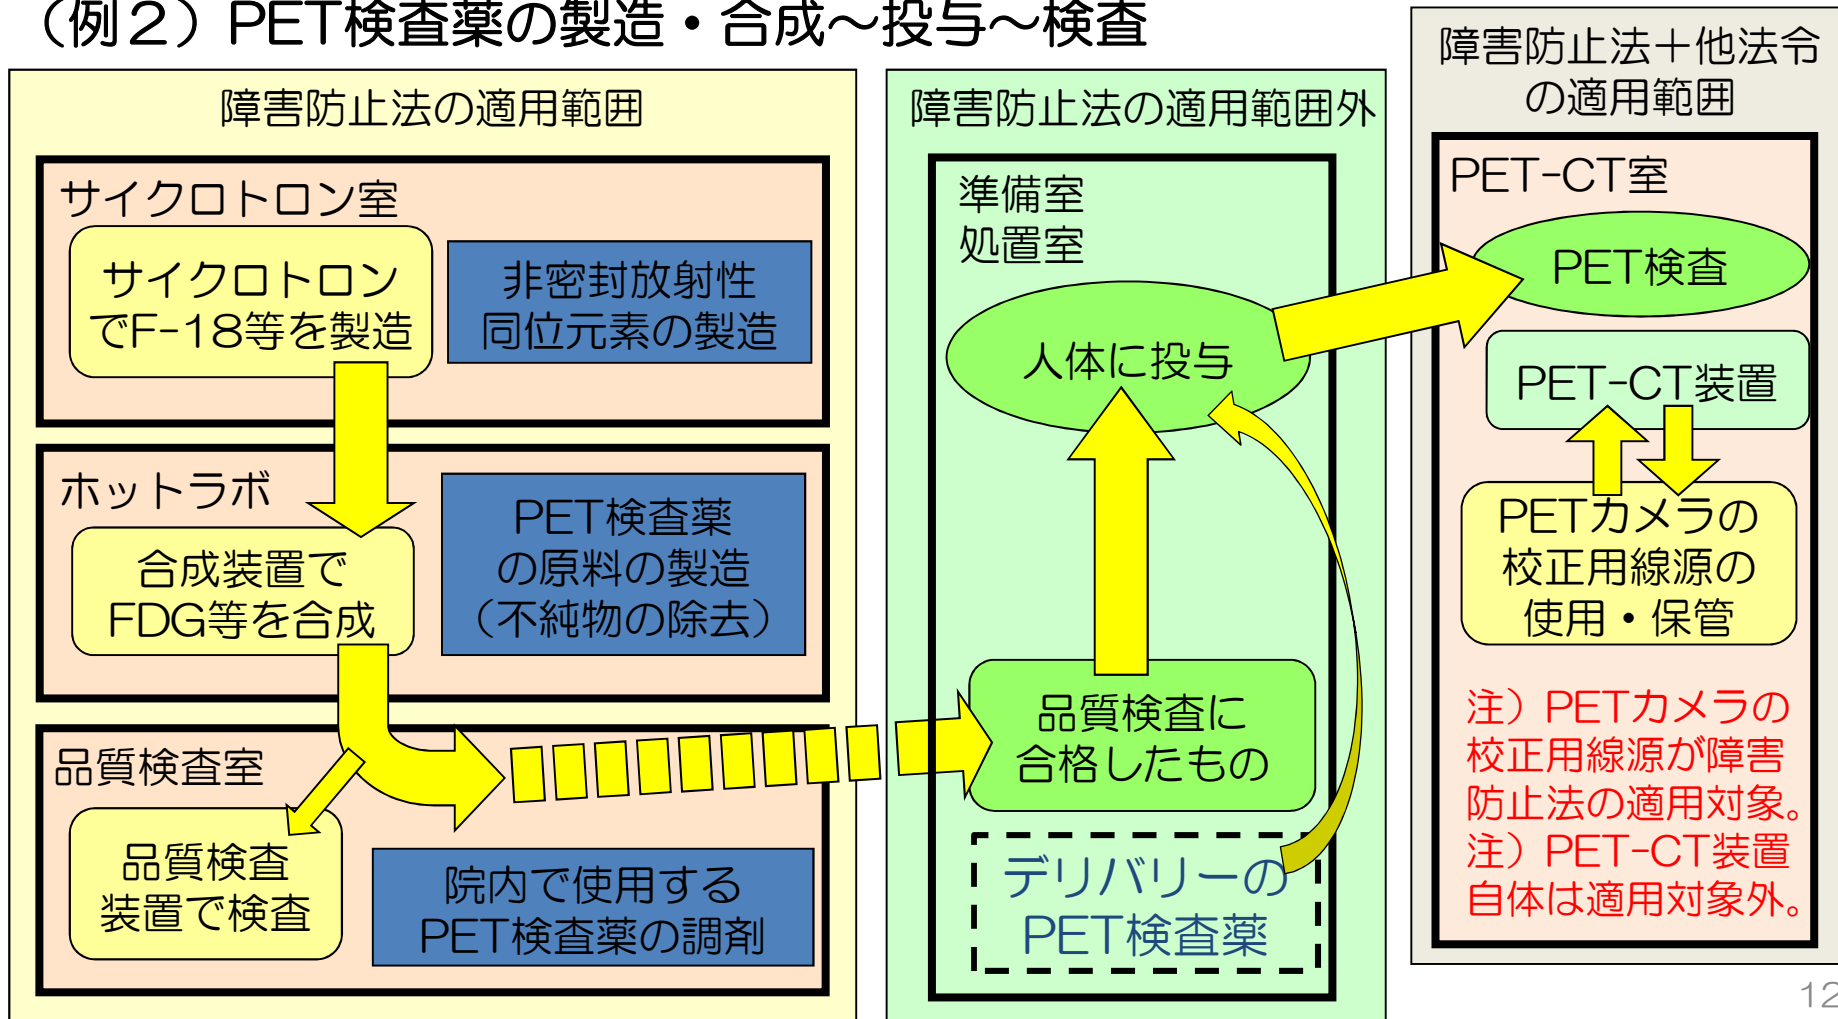 （例２）PET検査薬の製造・合成～投与～検査
障害防止法の適用範囲
サイクロトロン室
サイクロトロン
でF-18等を製造
非密封放射性
同位元素の製造
ホットラボ
合成装置で
FDG等を合成
PET検査薬
の原料の製造
（不純物の除去）
品質検査室
品質検査
装置で検査
院内で使用する
PET検査薬の調剤
障害防止法の適用範囲外
準備室
処置室
人体に投与
品質検査に
合格したもの
デリバリーの
PET検査薬
障害防止法＋他法令
の適用範囲
PET-CT室
PET検査
PET-CT装置
PETカメラの
校正用線源の
使用・保管
注）PETカメラの
校正用線源が障害
防止法の適用対象。
注）PET-CT装置
自体は適用対象外。
12